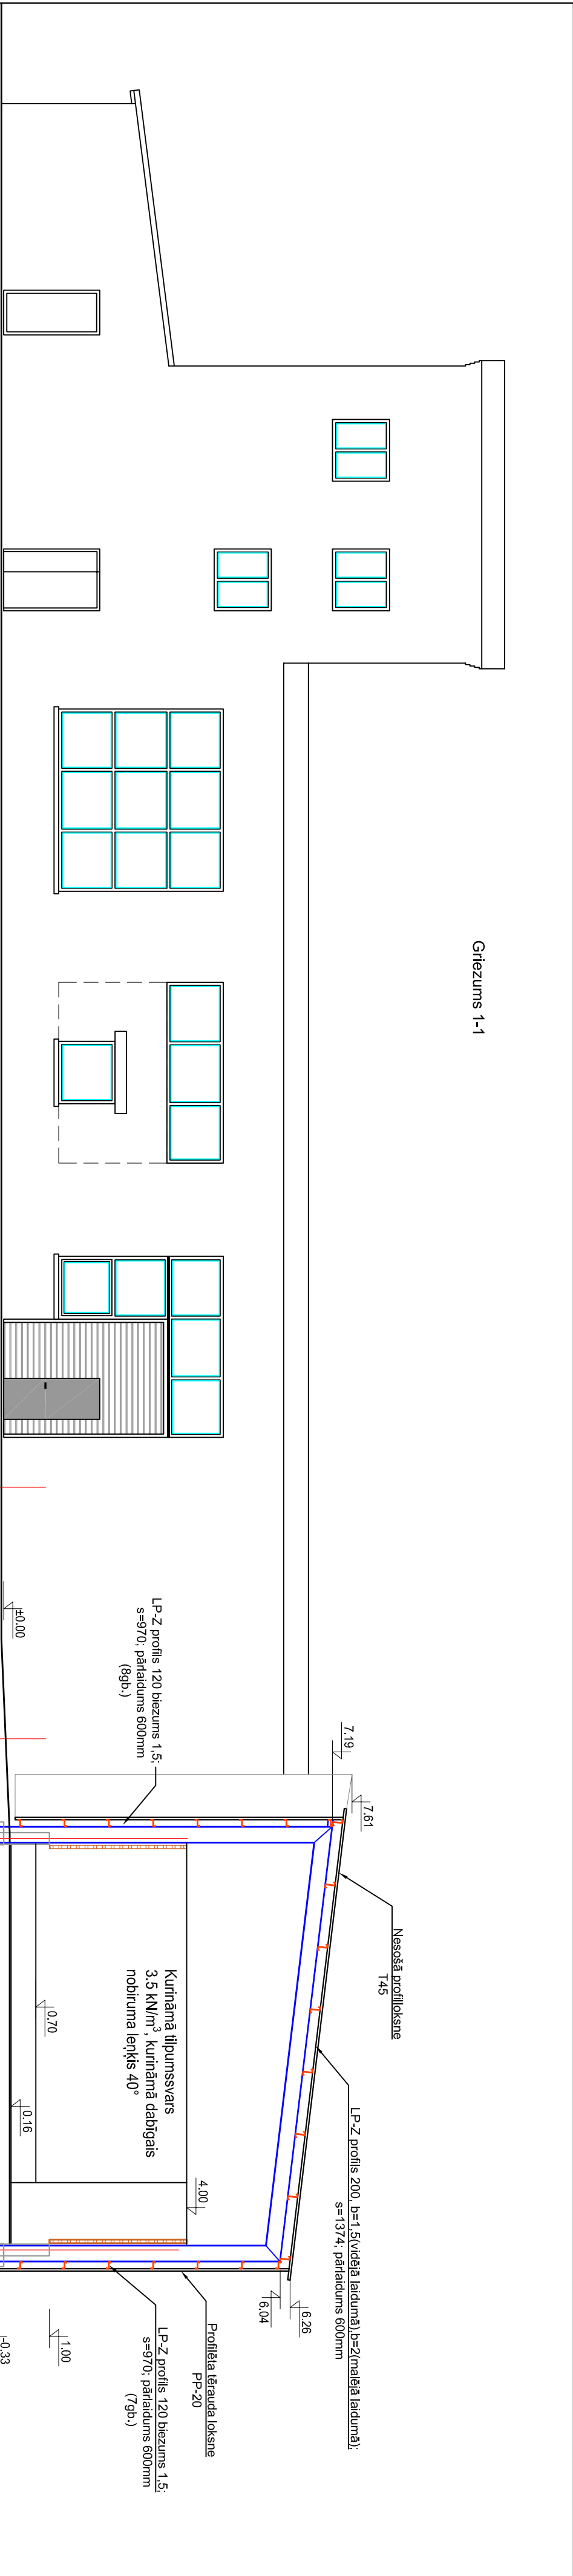 Griezums 1-1
7.19
7.61
Nesošā profilloksne
T45
LP-Z profils 200, b=1,5(vidējā laidumā),b=2(malējā laidumā);
s=1374; pārlaidums 600mm
LP-Z profils 120 biezums 1,5;
s=970; pārlaidums 600mm
(8gb.)
±0.00
Kurināmā tilpumssvars
3.5 kN/m³, kurināmā dabīgais
nobiruma leņķis 40°
0.70
0.16
4.00
6.26
6.04
Profilēta tērauda loksne
PP-20
LP-Z profils 120 biezums 1,5;
s=970; pārlaidums 600mm
(7gb.)
1.00
-0.33